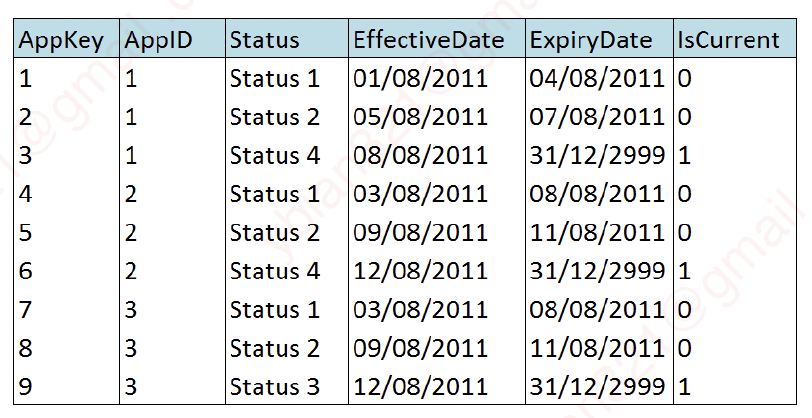 AppKey AppID Status EffectiveDate ExpiryDate IsCurrent
1 1 Status 1 01/08/2011 04/08/2011 0
2 1 Status 2 05/08/2011 07/08/2011 0
3 1 Status 4 08/08/2011 31/12/2999 1
4 2 Status 1 03/08/2011 08/08/2011 0
5 2 Status 2 09/08/2011 11/08/2011 0
6 2 Status 4 12/08/2011 31/12/2999 1
7 3 Status 1 03/08/2011 08/08/2011 0
8 3 Status 2 09/08/2011 11/08/2011 0
9 3 Status 3 12/08/2011 31/12/2999 1